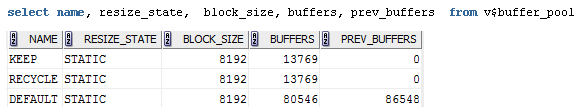 select name, resize_state,  block_size, buffers, prev_buffers  from v$buffer_pool
NAME RESIZE_STATE BLOCK_SIZE BUFFERS PREV_BUFFERS
KEEP STATIC 8192 13769 0
RECYCLE STATIC 8192 13769 0
DEFAULT STATIC 8192 80546 86548